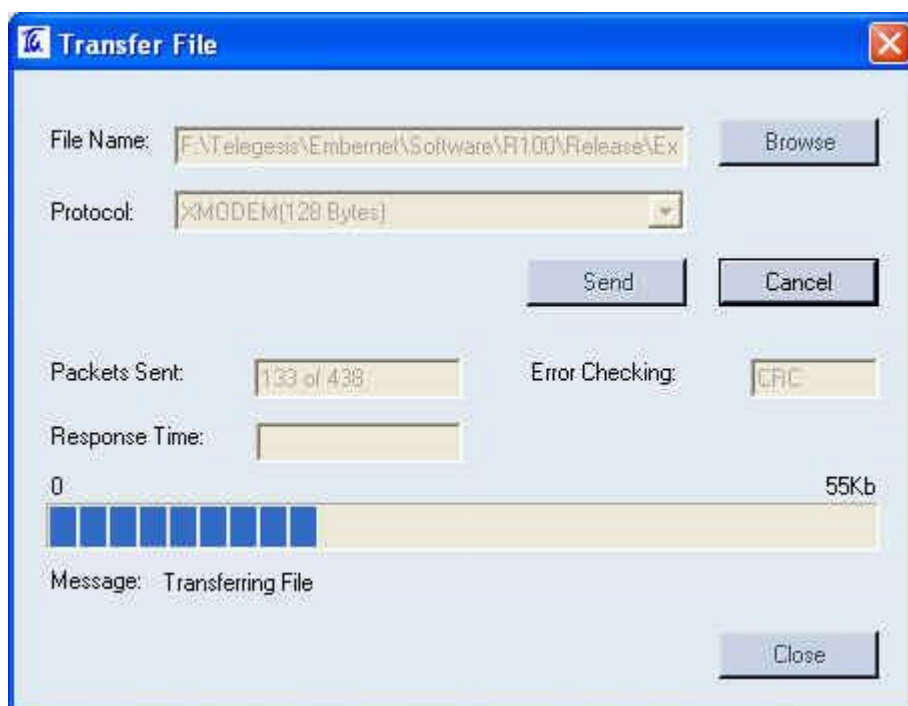 Transfer File
File Name: F:\Telegesis\Embernet\Software\R100\Release\Ex Browse
Protocol: XMODEM(128 Bytes)
Send Cancel
Packets Sent: 133 of 438 Error Checking: CRC
Response Time:
0 55Kb
Message: Transferring File
Close